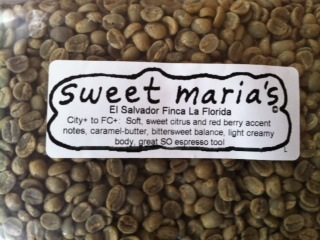 sweet maria's ©
El Salvador Finca La Florida
City+ to FC+: Soft, sweet citrus and red berry accent
notes, caramel-butter, bittersweet balance, light creamy
body, great SO espresso too!
L